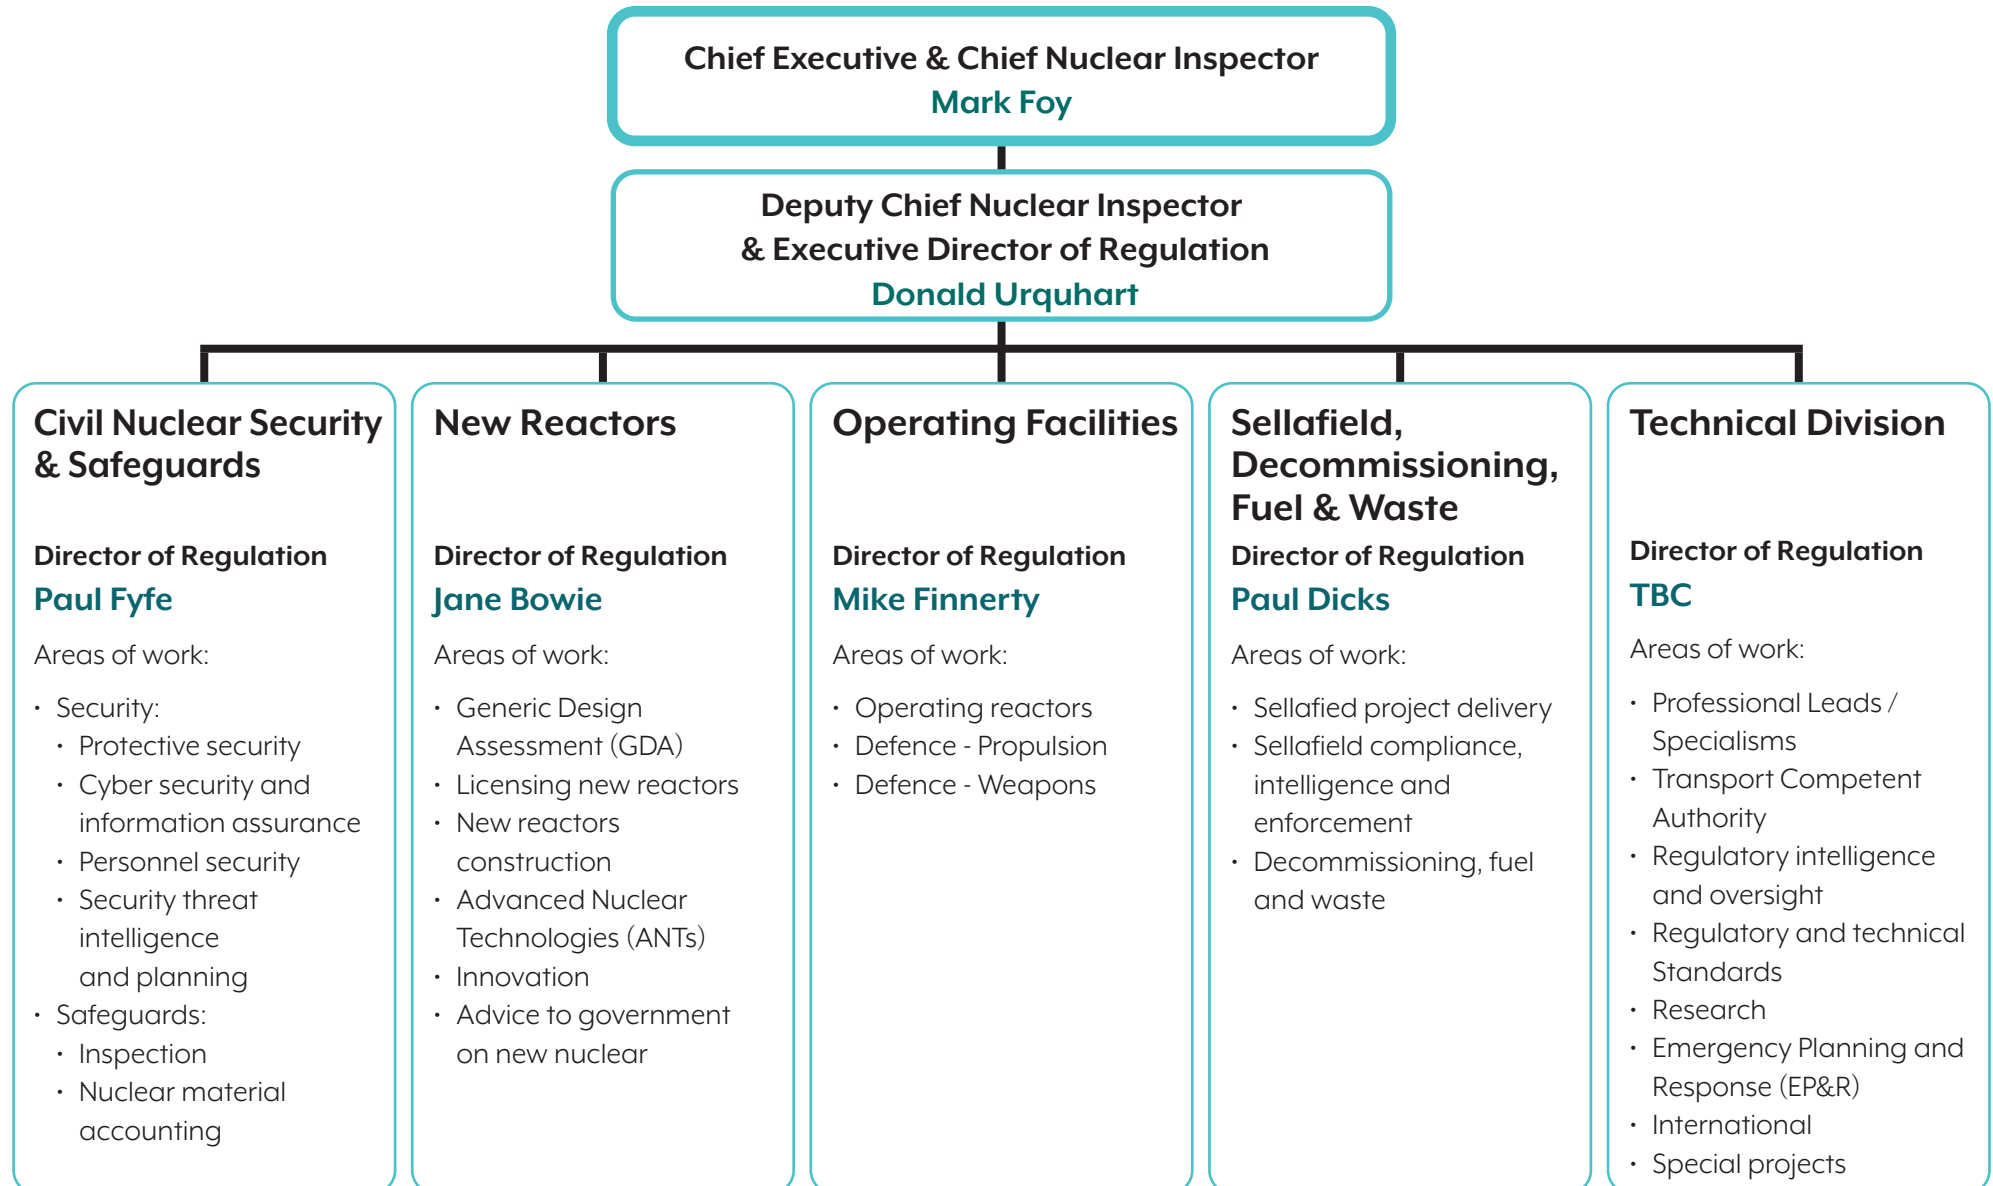 Chief Executive & Chief Nuclear Inspector
Mark Foy
Deputy Chief Nuclear Inspector
& Executive Director of Regulation
Donald Urquhart
Civil Nuclear Security
& Safeguards
Director of Regulation
Paul Fyfe
Areas of work:
• Security:
• Protective security
• Cyber security and
information assurance
• Personnel security
• Security threat
intelligence
and planning
• Safeguards:
• Inspection
• Nuclear material
accounting
New Reactors
Director of Regulation
Jane Bowie
Areas of work:
• Generic Design
Assessment (GDA)
• Licensing new reactors
• New reactors
construction
• Advanced Nuclear
Technologies (ANTs)
• Innovation
• Advice to government
on new nuclear
Operating Facilities
Director of Regulation
Mike Finnerty
Areas of work:
• Operating reactors
• Defence - Propulsion
• Defence - Weapons
Sellafield,
Decommissioning,
Fuel & Waste
Director of Regulation
Paul Dicks
Areas of work:
• Sellafied project delivery
• Sellafield compliance,
intelligence and
enforcement
• Decommissioning, fuel
and waste
Technical Division
Director of Regulation
TBC
Areas of work:
• Professional Leads /
Specialisms
• Transport Competent
Authority
• Regulatory intelligence
and oversight
• Regulatory and technical
Standards
• Research
• Emergency Planning and
Response (EP&R)
• International
• Special projects